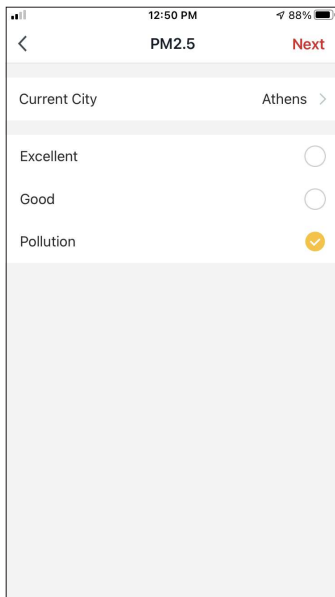 12:50 PM 88%
PM2.5 Next
Current City Athens
Excellent
Good
Pollution